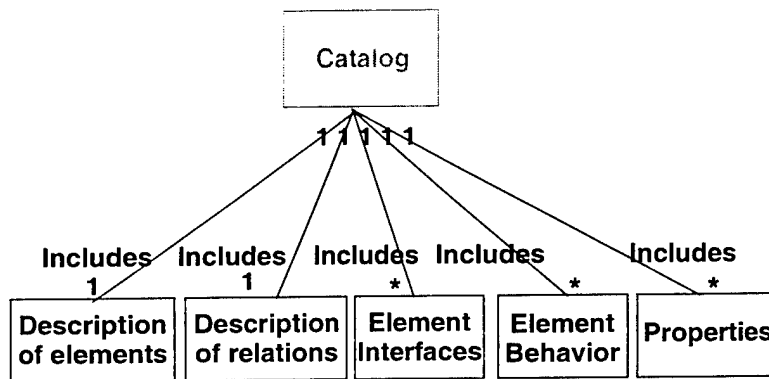 Catalog
1 1 1 1 1
Includes Includes Includes Includes Includes
1 1 * * *
Description of elements
Description of relations
Element Interfaces
Element Behavior
Properties